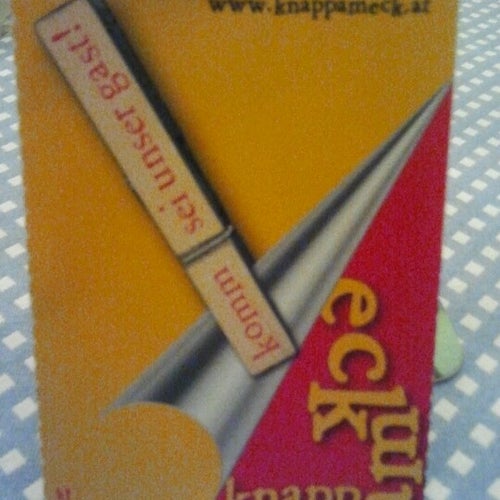 www.knappameck.at
komm sei unser gast!
eck
knapp